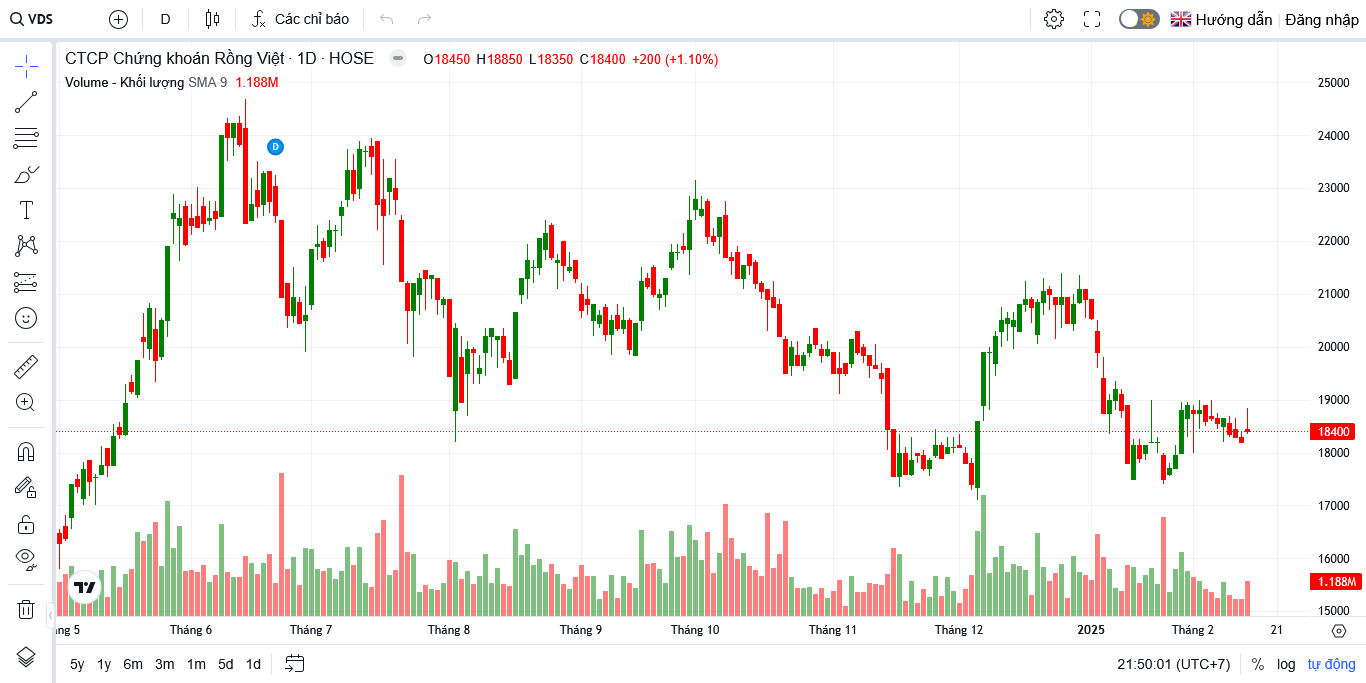 VDS D Các chỉ báo Hướng dẫn Đăng nhập
CTCP Chứng khoán Rồng Việt · 1D · HOSE O18450 H18850 L18350 C18400 +200 (+1.10%)
Volume - Khối lượng SMA 9 1.188M
D
25000
24000
23000
22000
21000
20000
19000
18400
18000
17000
16000
1.188M
15000
ng 5 Tháng 6 Tháng 7 Tháng 8 Tháng 9 Tháng 10 Tháng 11 Tháng 12 2025 Tháng 2 21
5y 1y 6m 3m 1m 5d 1d 21:50:01 (UTC+7) % log tự động